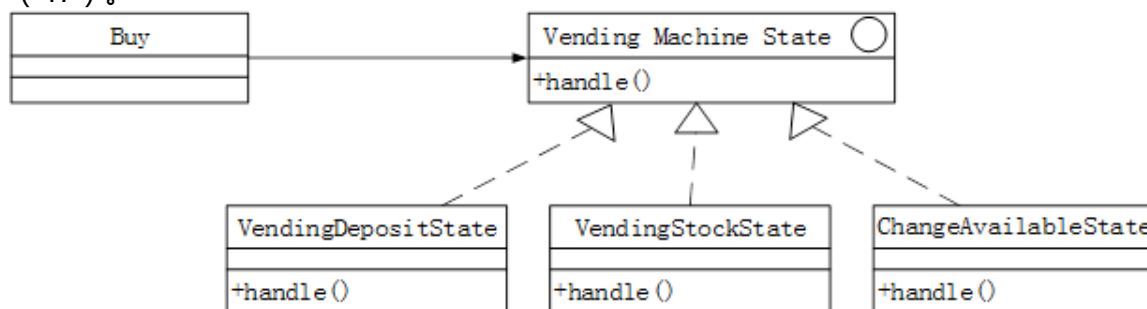 Buy
Vending Machine State
+handle()
VendingDepositState
VendingStockState
ChangeAvailableState
+handle()
+handle()
+handle()